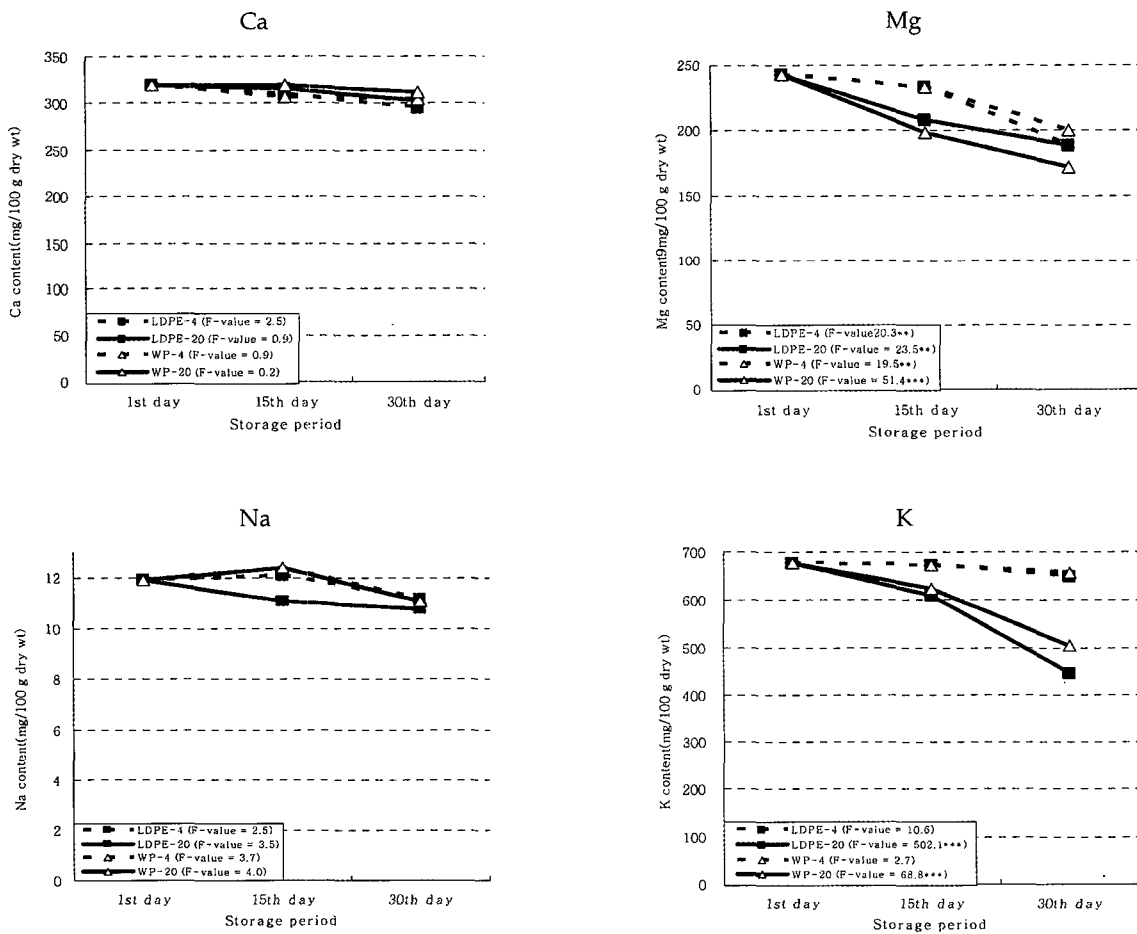 Ca
350
300
250
200
150
100
50
0
Ca content(mg/100 g dry wt)
LDPE-4 (F-value = 2.5)
LDPE-20 (F-value = 0.9)
WP-4 (F-value = 0.9)
WP-20 (F-value = 0.2)
1st day 15th day 30th day
Storage period
Mg
250
200
150
100
50
0
Mg content9mg/100 g dry wt)
LDPE-4 (F-value20.3**)
LDPE-20 (F-value = 23.5**)
WP-4 (F-value = 19.5**)
WP-20 (F-value = 51.4***)
1st day 15th day 30th day
Storage period
Na
12
10
8
6
4
2
0
Na content(mg/100 g dry wt)
LDPE-4 (F-value = 2.5)
LDPE-20 (F-value = 3.5)
WP-4 (F-value = 3.7)
WP-20 (F-value = 4.0)
1st day 15th day 30th day
Storage period
K
700
600
500
400
300
200
100
0
K content(mg/100 g dry wt)
LDPE-4 (F-value = 10.6)
LDPE-20 (F-value = 502.1***)
WP-4 (F-value = 2.7)
WP-20 (F-value = 68.8***)
1st day 15th day 30th day
Storage period